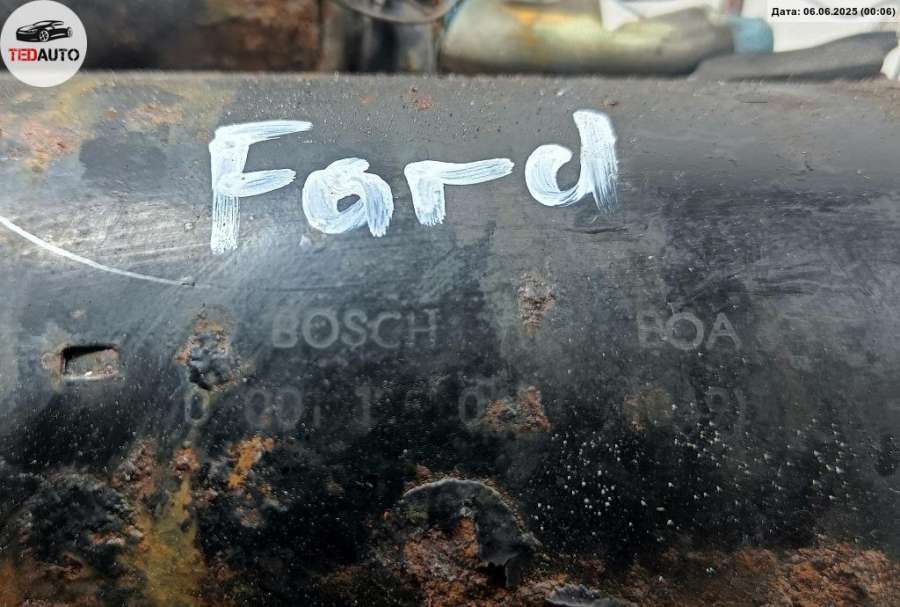 Дата: 06.06.2025 (00:06)
TEDAUTO
Ford
BOSCH BOA